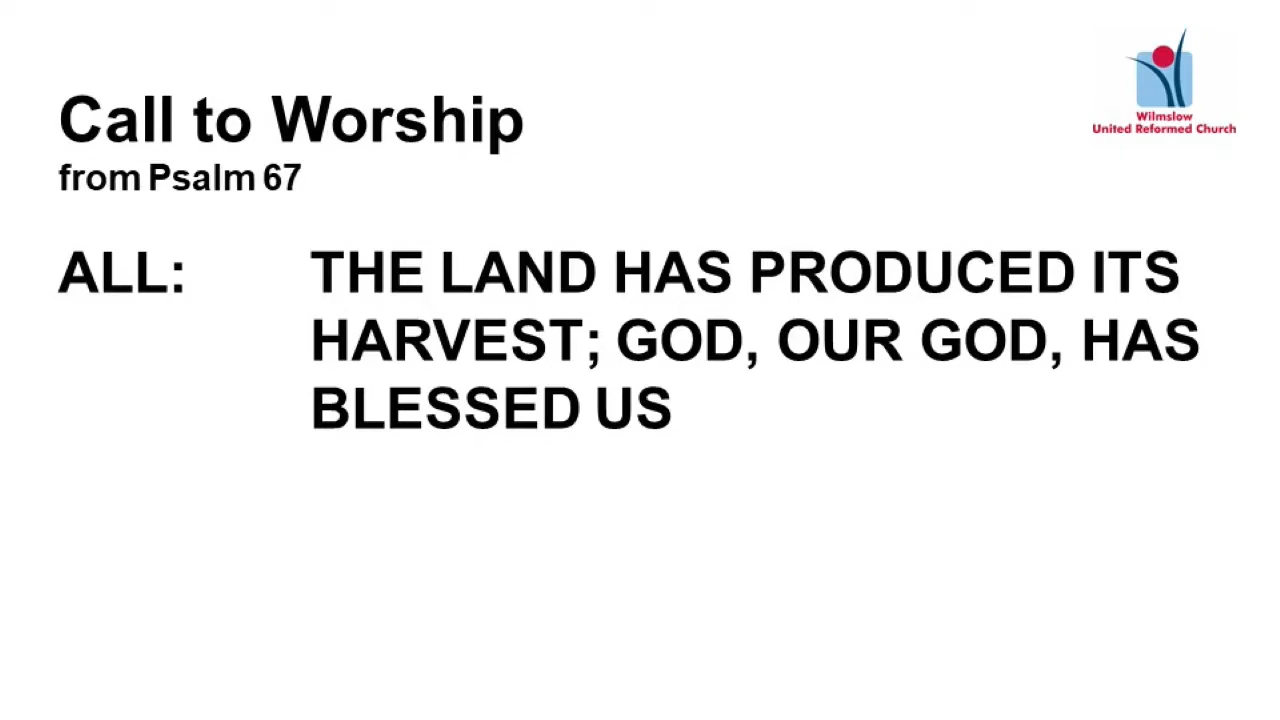 Call to Worship
from Psalm 67
Wilmslow
United Reformed Church
ALL: THE LAND HAS PRODUCED ITS
HARVEST; GOD, OUR GOD, HAS
BLESSED US